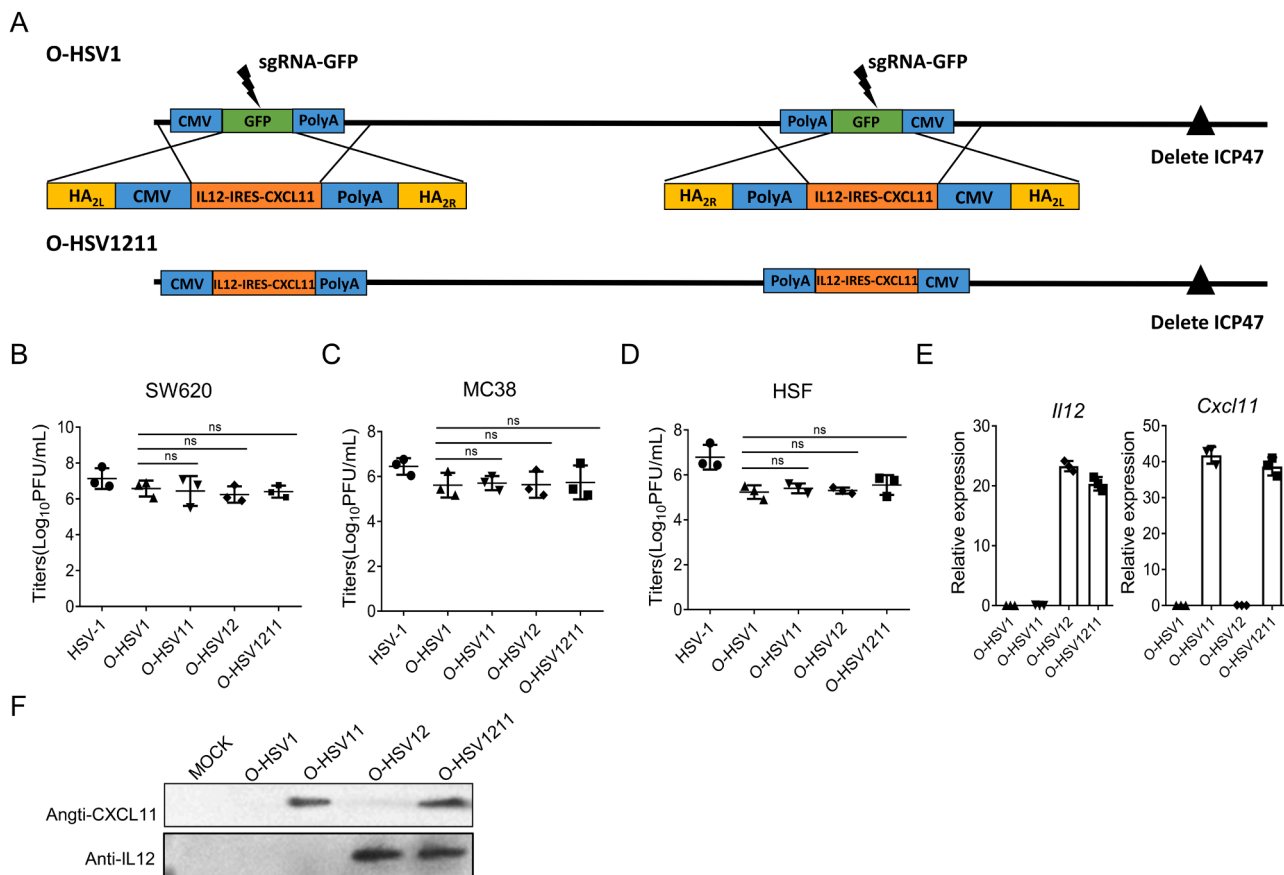 A
O-HSV1
sgRNA-GFP
sgRNA-GFP
CMV GFP PolyA
PolyA GFP CMV
Delete ICP47
HA2L CMV IL12-IRES-CXCL11 PolyA HA2R
HA2R PolyA IL12-IRES-CXCL11 CMV HA2L
O-HSV1211
CMV IL12-IRES-CXCL11 PolyA
PolyA IL12-IRES-CXCL11 CMV
Delete ICP47
B
SW620
Titers(Log10PFU/mL)
10
8
6
4
2
0
ns
ns
ns
HSV-1
O-HSV1
O-HSV11
O-HSV12
O-HSV1211
C
MC38
Titers(Log10PFU/mL)
8
6
4
2
0
ns
ns
ns
HSV-1
O-HSV1
O-HSV11
O-HSV12
O-HSV1211
D
HSF
Titers(Log10PFU/mL)
8
6
4
2
0
ns
ns
ns
HSV-1
O-HSV1
O-HSV11
O-HSV12
O-HSV1211
E
Il12
Relative expression
30
20
10
0
O-HSV1
O-HSV11
O-HSV12
O-HSV1211
Cxcl11
Relative expression
50
40
30
20
10
0
O-HSV1
O-HSV11
O-HSV12
O-HSV1211
F
MOCK
O-HSV1
O-HSV11
O-HSV12
O-HSV1211
Angti-CXCL11
Anti-IL12